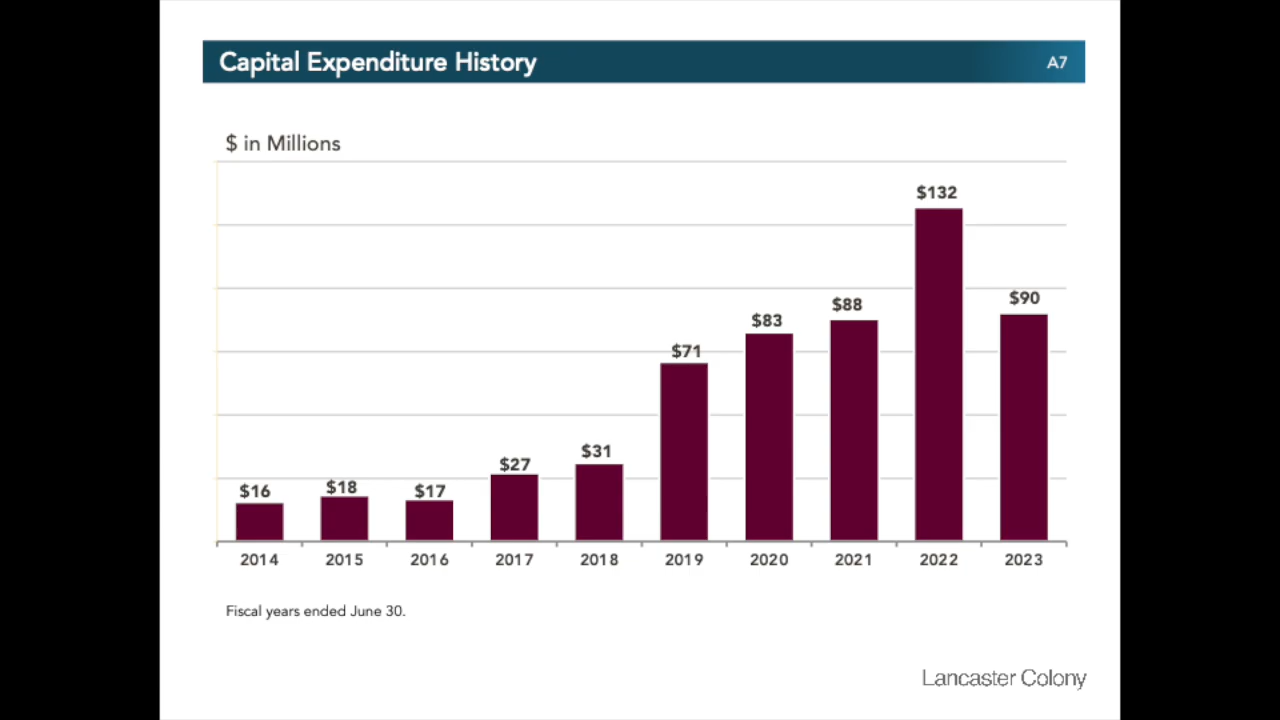 Capital Expenditure History
A7
$ in Millions
$132
$90
$88
$83
$71
$31
$27
$16
$18
$17
2014 2015 2016 2017 2018 2019 2020 2021 2022 2023
Fiscal years ended June 30.
Lancaster Colony